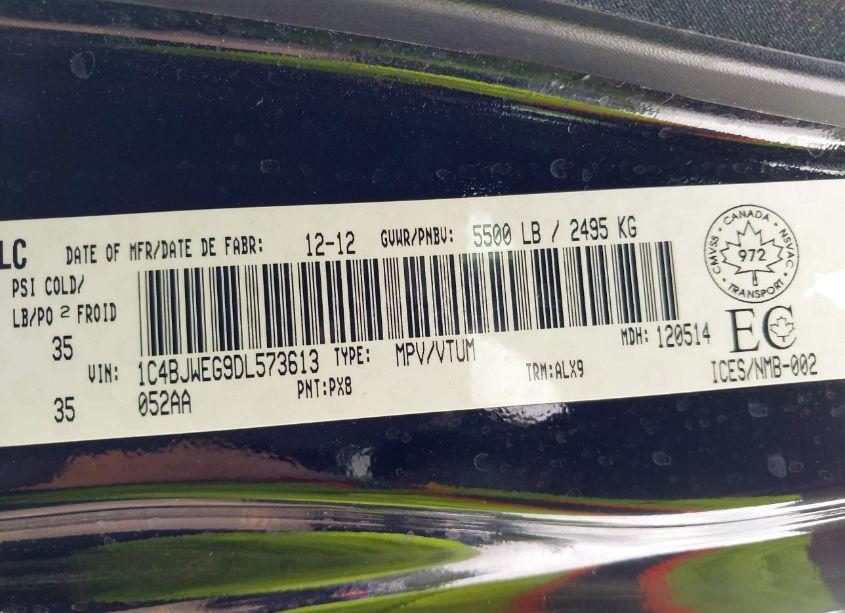 LC
DATE OF MFR/DATE DE FABR: 12-12 GVWR/PNBV: 5500 LB / 2495 KG
PSI COLD/
LB/PO 2 FROID
35
35
VIN: 1C4BJWEG9DL573613 TYPE: MPV/VTUM MDH: 120514
052AA PNT:PX8 TRM:ALX9
CANADA
CMVSS 972 NSVAC
TRANSPORT
EC
ICES/NMB-002